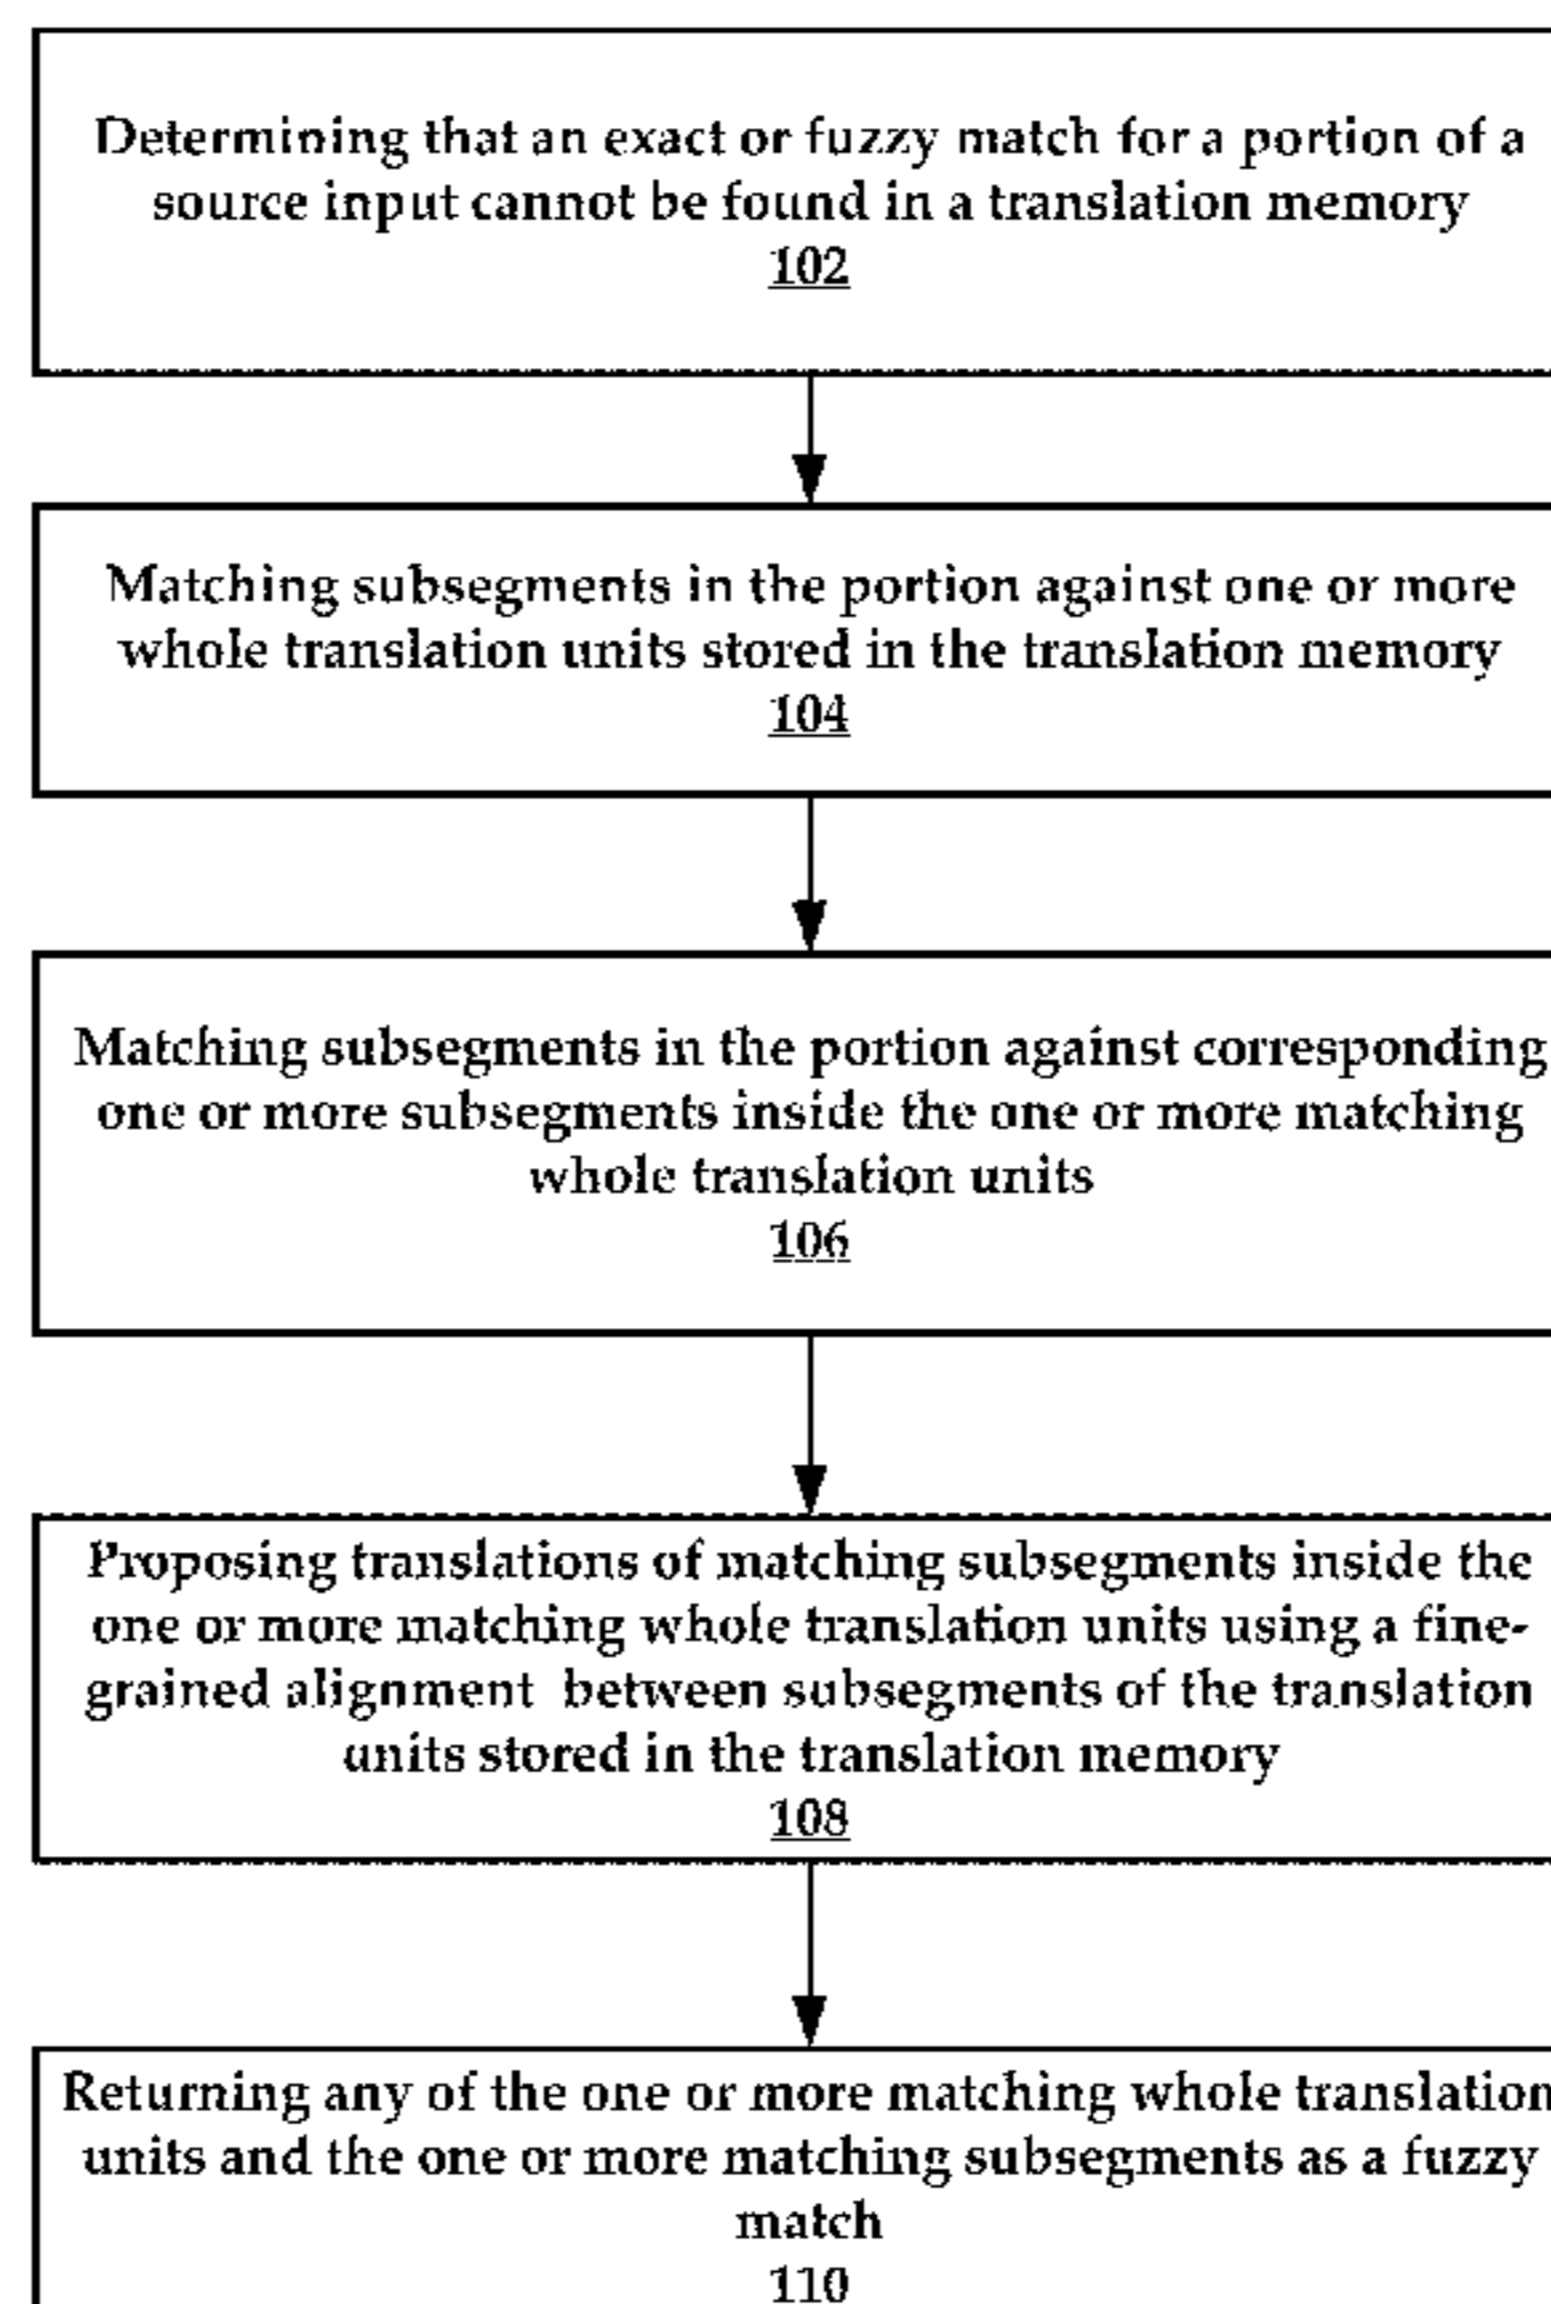 Determining that an exact or fuzzy match for a portion of a
source input cannot be found in a translation memory
102
Matching subsegments in the portion against one or more
whole translation units stored in the translation memory
104
Matching subsegments in the portion against corresponding
one or more subsegments inside the one or more matching
whole translation units
106
Proposing translations of matching subsegments inside the
one or more matching whole translation units using a fine-
grained alignment between subsegments of the translation
units stored in the translation memory
108
Returning any of the one or more matching whole translation
units and the one or more matching subsegments as a fuzzy
match
110